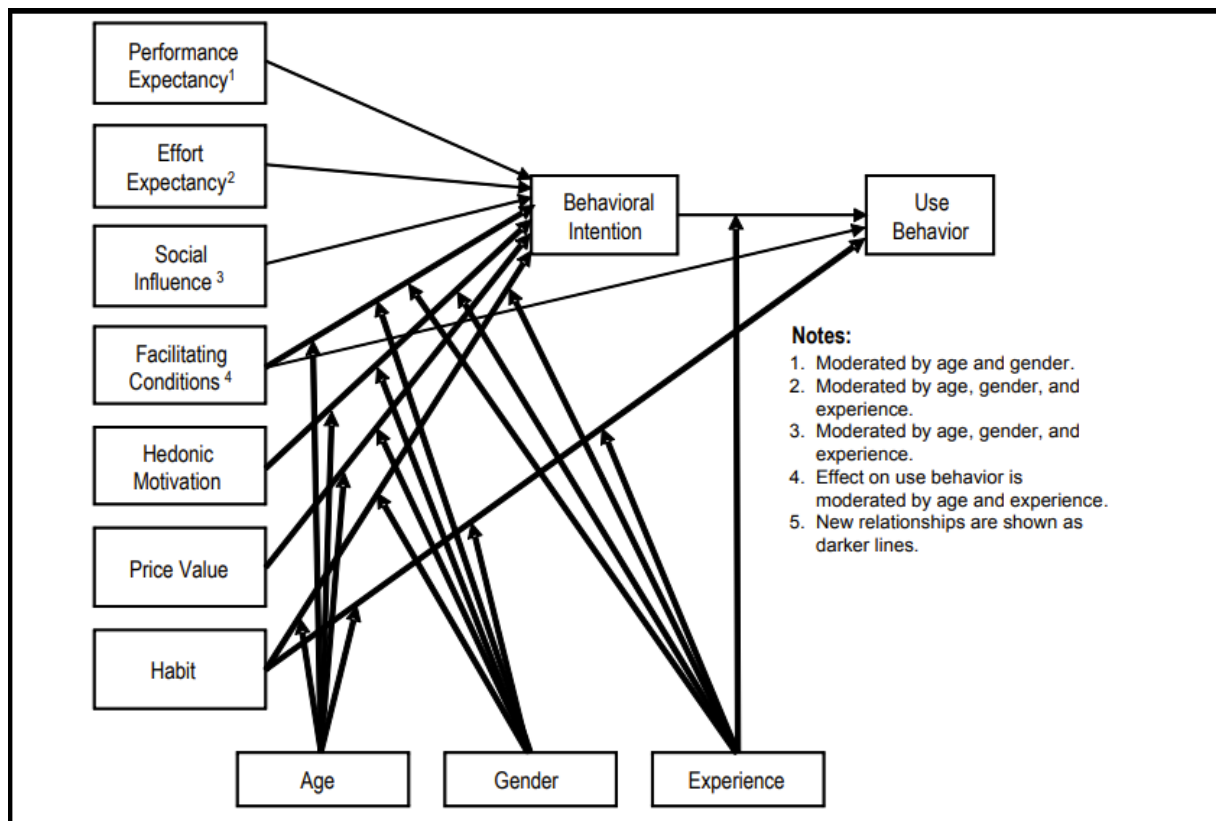 Performance
Expectancy1
Effort
Expectancy2
Social
Influence 3
Facilitating
Conditions 4
Hedonic
Motivation
Price Value
Habit
Behavioral
Intention
Use
Behavior
Notes:
1. Moderated by age and gender.
2. Moderated by age, gender, and
experience.
3. Moderated by age, gender, and
experience.
4. Effect on use behavior is
moderated by age and experience.
5. New relationships are shown as
darker lines.
Age
Gender
Experience